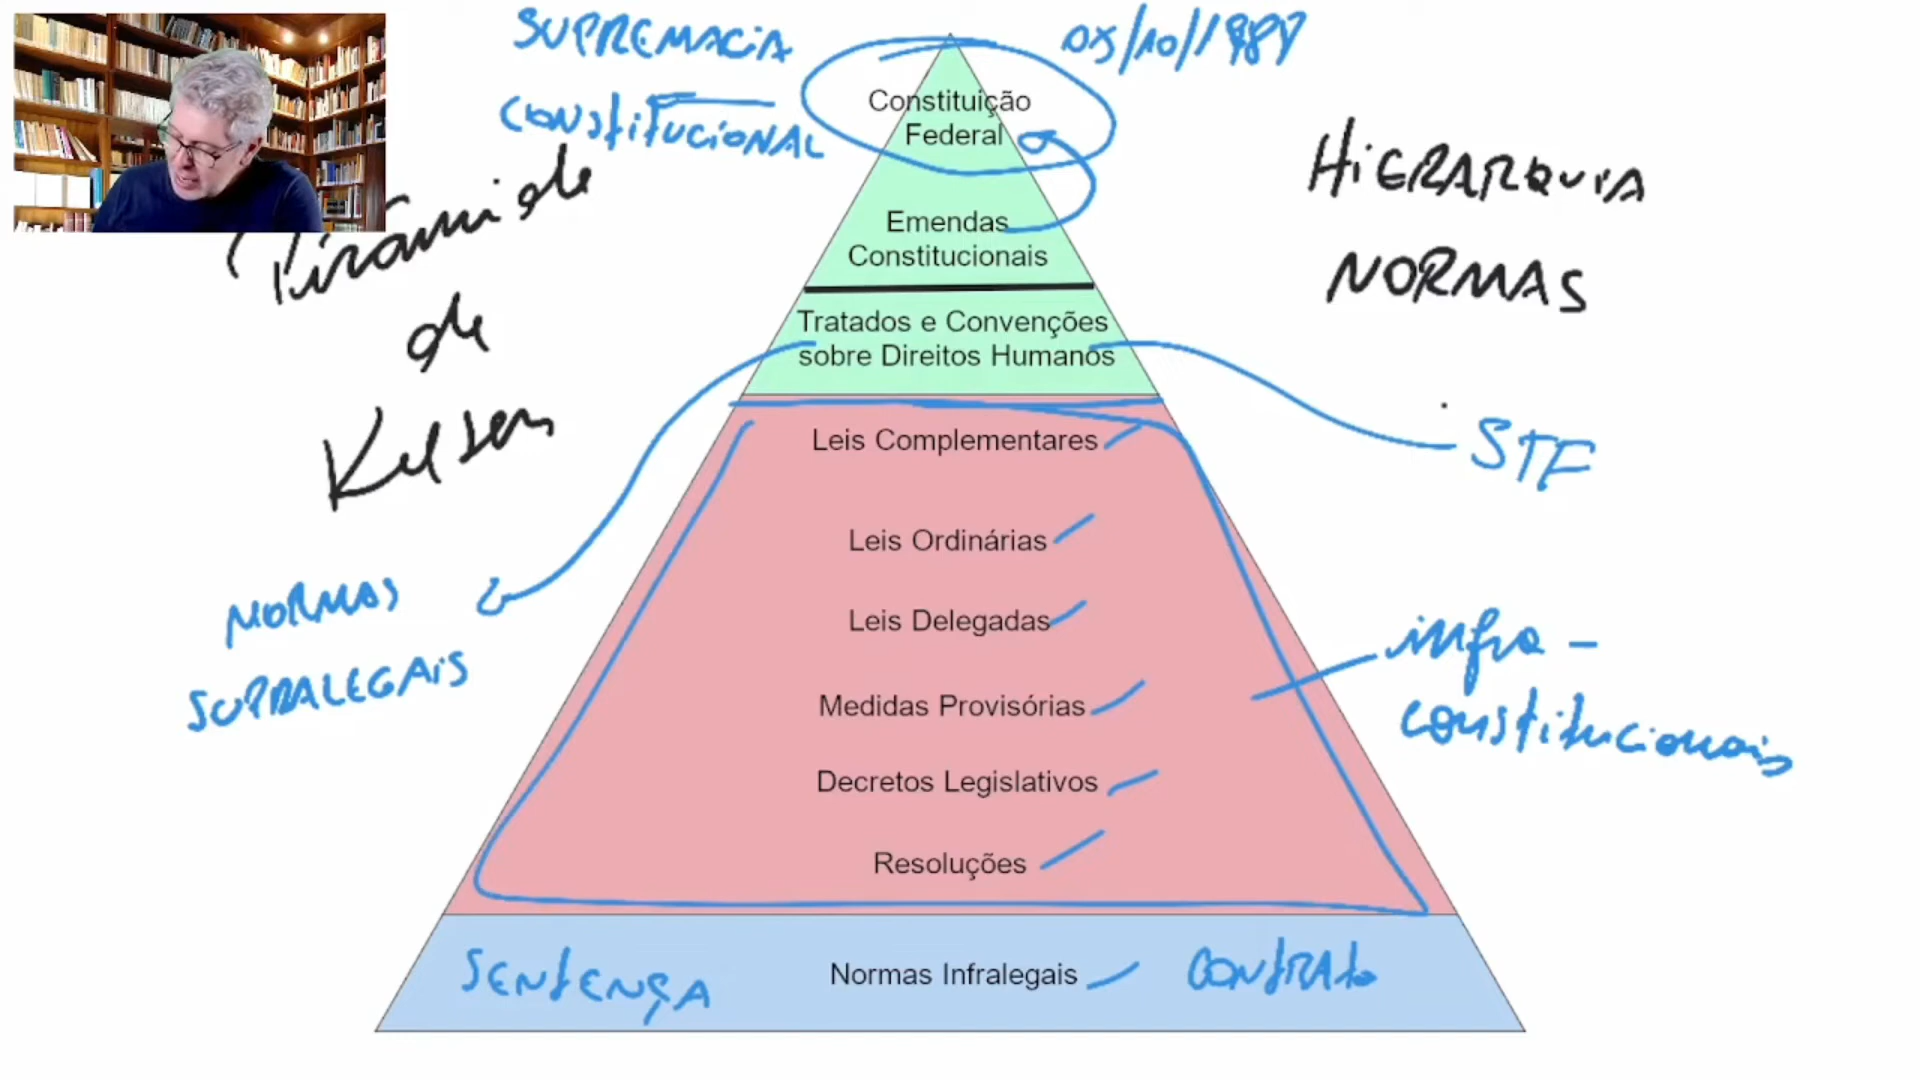 SUPREMACIA
CONSTITUCIONAL
05/10/1988
Constituição
Federal
Emendas
Constitucionais
HIERARQUIA
NORMAS
Pirâmide
de
Kelsen
Tratados e Convenções
sobre Direitos Humanos
STF
Leis Complementares
Leis Ordinárias
Leis Delegadas
Medidas Provisórias
Decretos Legislativos
Resoluções
NORMAS
SUPRALEGAIS
infra -
constitucionais
SENTENÇA
Normas Infralegais
CONTRATO